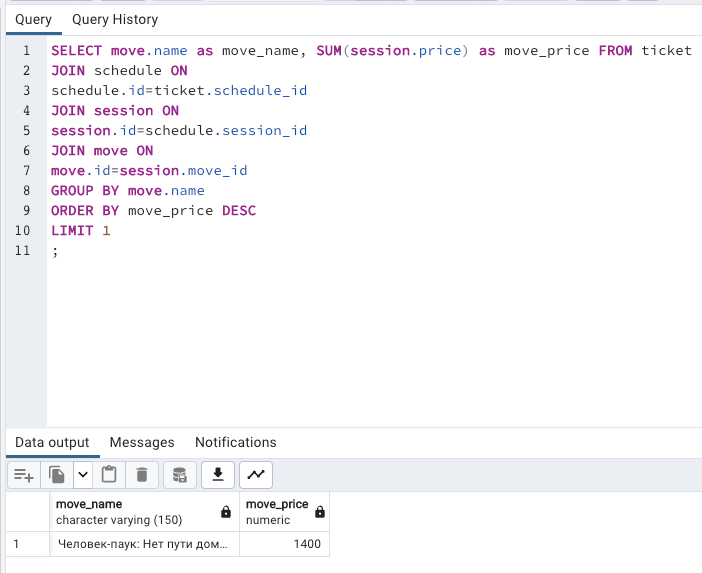 Query Query History
1 SELECT move.name as move_name, SUM(session.price) as move_price FROM ticket
2 JOIN schedule ON
3 schedule.id=ticket.schedule_id
4 JOIN session ON
5 session.id=schedule.session_id
6 JOIN move ON
7 move.id=session.move_id
8 GROUP BY move.name
9 ORDER BY move_price DESC
10 LIMIT 1
11 ;
Data output Messages Notifications
move_name move_price
character varying (150) numeric
1 Человек-паук: Нет пути дом... 1400